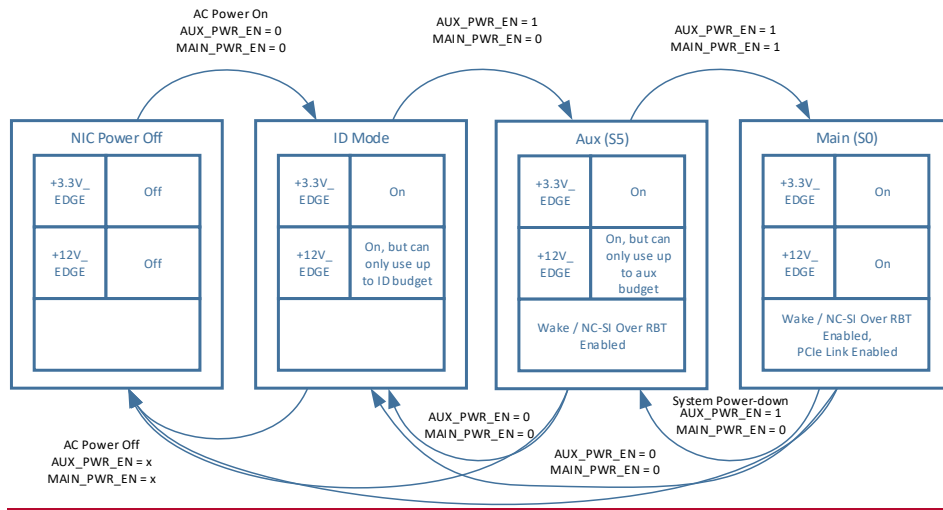 AC Power On
AUX_PWR_EN = 0
MAIN_PWR_EN = 0
AUX_PWR_EN = 1
MAIN_PWR_EN = 0
AUX_PWR_EN = 1
MAIN_PWR_EN = 1
NIC Power Off
+3.3V_
EDGE
Off
+12V_
EDGE
Off
ID Mode
+3.3V_
EDGE
On
+12V_
EDGE
On, but can
only use up
to ID budget
Aux (S5)
+3.3V_
EDGE
On
+12V_
EDGE
On, but can
only use up
to aux
budget
Wake / NC-SI Over RBT
Enabled
Main (S0)
+3.3V_
EDGE
On
+12V_
EDGE
On
Wake / NC-SI Over RBT
Enabled,
PCIe Link Enabled
AC Power Off
AUX_PWR_EN = x
MAIN_PWR_EN = x
AUX_PWR_EN = 0
MAIN_PWR_EN = 0
AUX_PWR_EN = 0
MAIN_PWR_EN = 0
System Power-down
AUX_PWR_EN = 1
MAIN_PWR_EN = 0